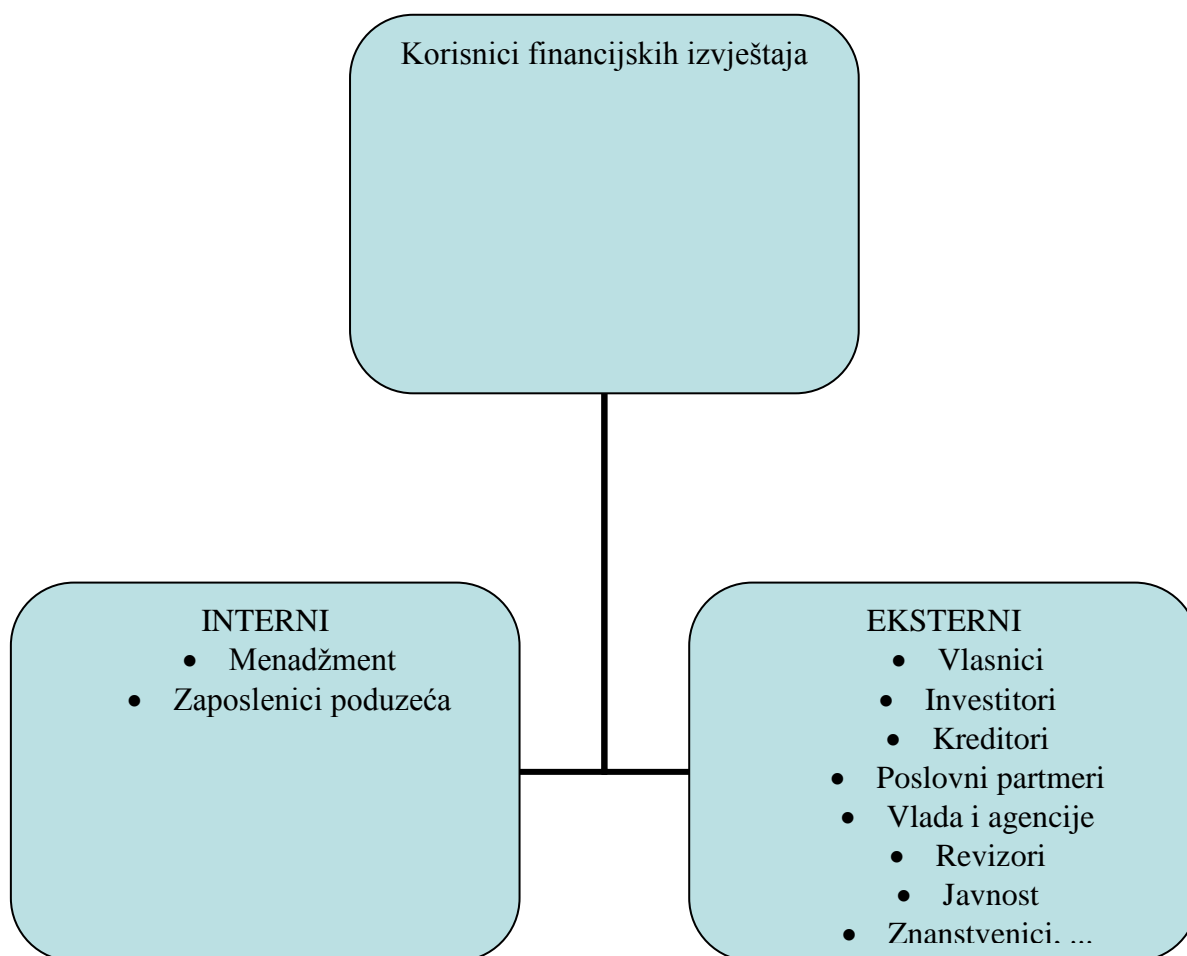 Korisnici financijskih izvještaja
INTERNI
• Menadžment
• Zaposlenici poduzeća
EKSTERNI
• Vlasnici
• Investitori
• Kreditori
• Poslovni partmeri
• Vlada i agencije
• Revizori
• Javnost
• Znanstvenici, ...